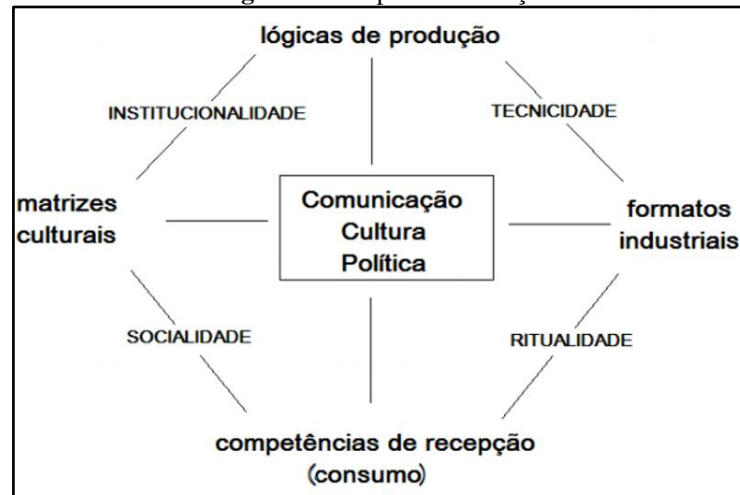 lógicas de produção
INSTITUCIONALIDADE
TECNICIDADE
matrizes
culturais
Comunicação
Cultura
Política
formatos
industriais
SOCIALIDADE
RITUALIDADE
competências de recepção
(consumo)